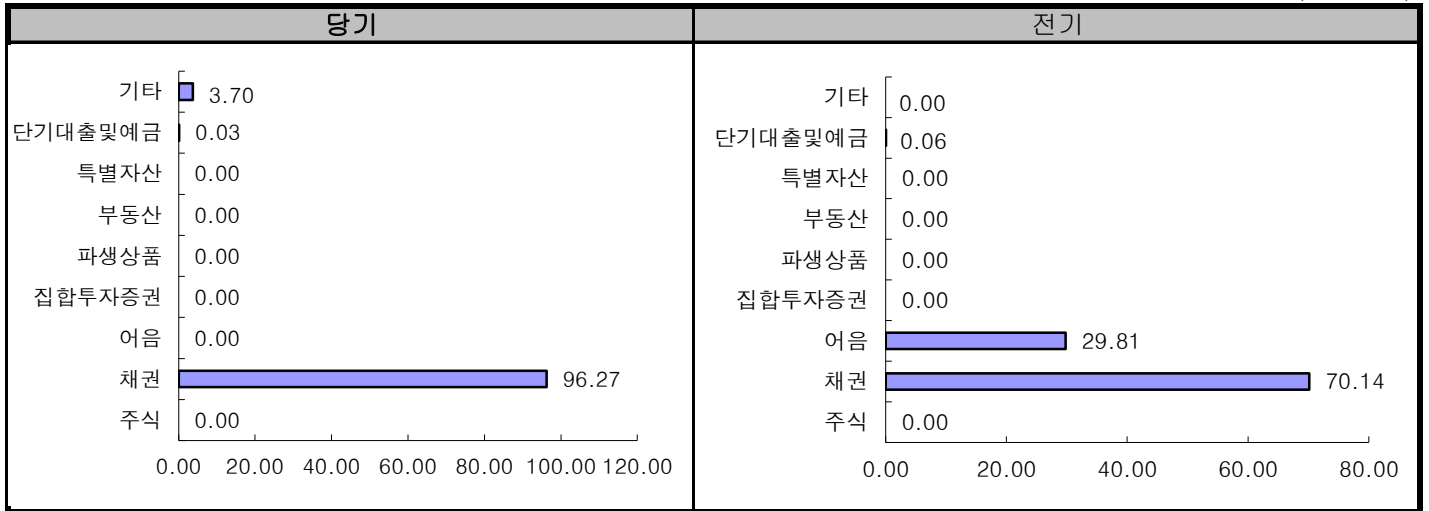 당기
전기
기타 3.70
단기대출및예금 0.03
특별자산 0.00
부동산 0.00
파생상품 0.00
집합투자증권 0.00
어음 0.00
채권 96.27
주식 0.00
0.00 20.00 40.00 60.00 80.00 100.00 120.00
기타 0.00
단기대출및예금 0.06
특별자산 0.00
부동산 0.00
파생상품 0.00
집합투자증권 0.00
어음 29.81
채권 70.14
주식 0.00
0.00 20.00 40.00 60.00 80.00